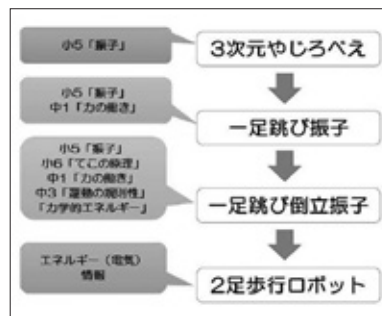 小5「振子」
3次元やじろべえ
小5「振子」
中1「力の働き」
一足跳び振子
小5「振子」
小6「てこの原理」
中1「力の働き」
中3「運動の規則性」
「力学的エネルギー」
一足跳び倒立振子
エネルギー（電気）
情報
2足歩行ロボット